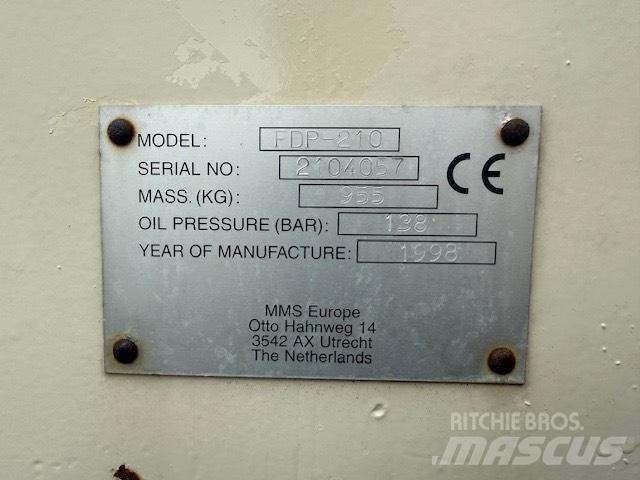 MODEL: FDP-210
SERIAL NO: 2104057
MASS.(KG): 955
OIL PRESSURE (BAR): 138
YEAR OF MANUFACTURE: 1998
CE
MMS Europe
Otto Hahnweg 14
3542 AX Utrecht
The Netherlands
RITCHIE BROS.
MASCUS